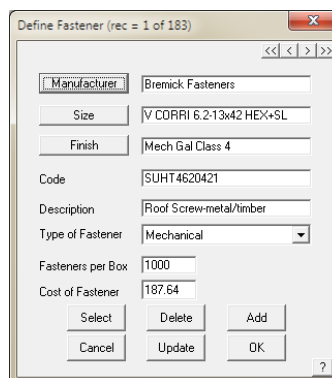 Define Fastener (rec = 1 of 183)
<< < > >>
Manufacturer Bremick Fasteners
Size V CORRI 6.2-13x42 HEX+SL
Finish Mech Gal Class 4
Code SUHT4620421
Description Roof Screw-metal/timber
Type of Fastener Mechanical
Fasteners per Box 1000
Cost of Fastener 187.64
Select Delete Add
Cancel Update OK
?